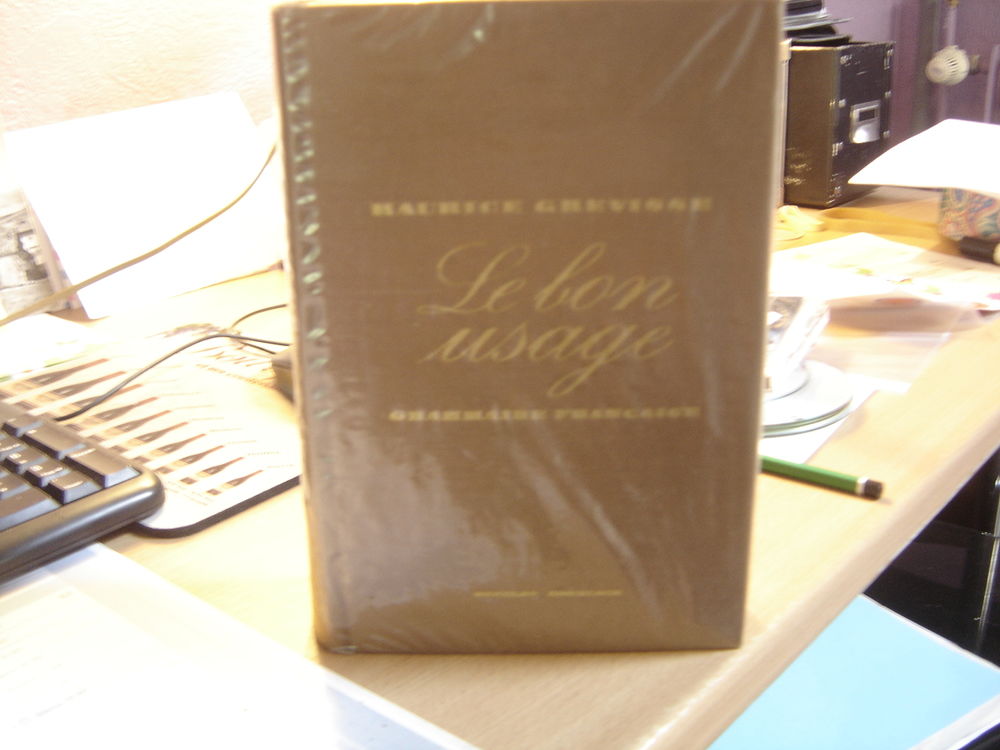 MAURICE GREVISSE
Le bon
usage
GRAMMAIRE FRANÇAISE